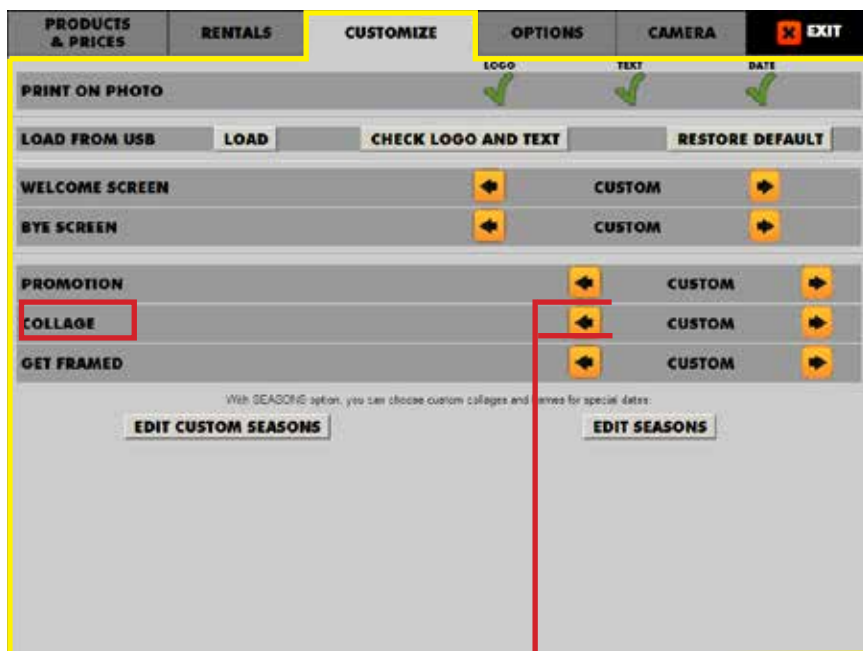 PRODUCTS
& PRICES
RENTALS
CUSTOMIZE
OPTIONS
CAMERA
X EXIT
LOGO TEXT DATE
PRINT ON PHOTO
LOAD FROM USB LOAD CHECK LOGO AND TEXT RESTORE DEFAULT
WELCOME SCREEN CUSTOM
BYE SCREEN CUSTOM
PROMOTION CUSTOM
COLLAGE CUSTOM
GET FRAMED CUSTOM
With SEASONS option, you can choose custom collages and for special dates
EDIT CUSTOM SEASONS EDIT SEASONS